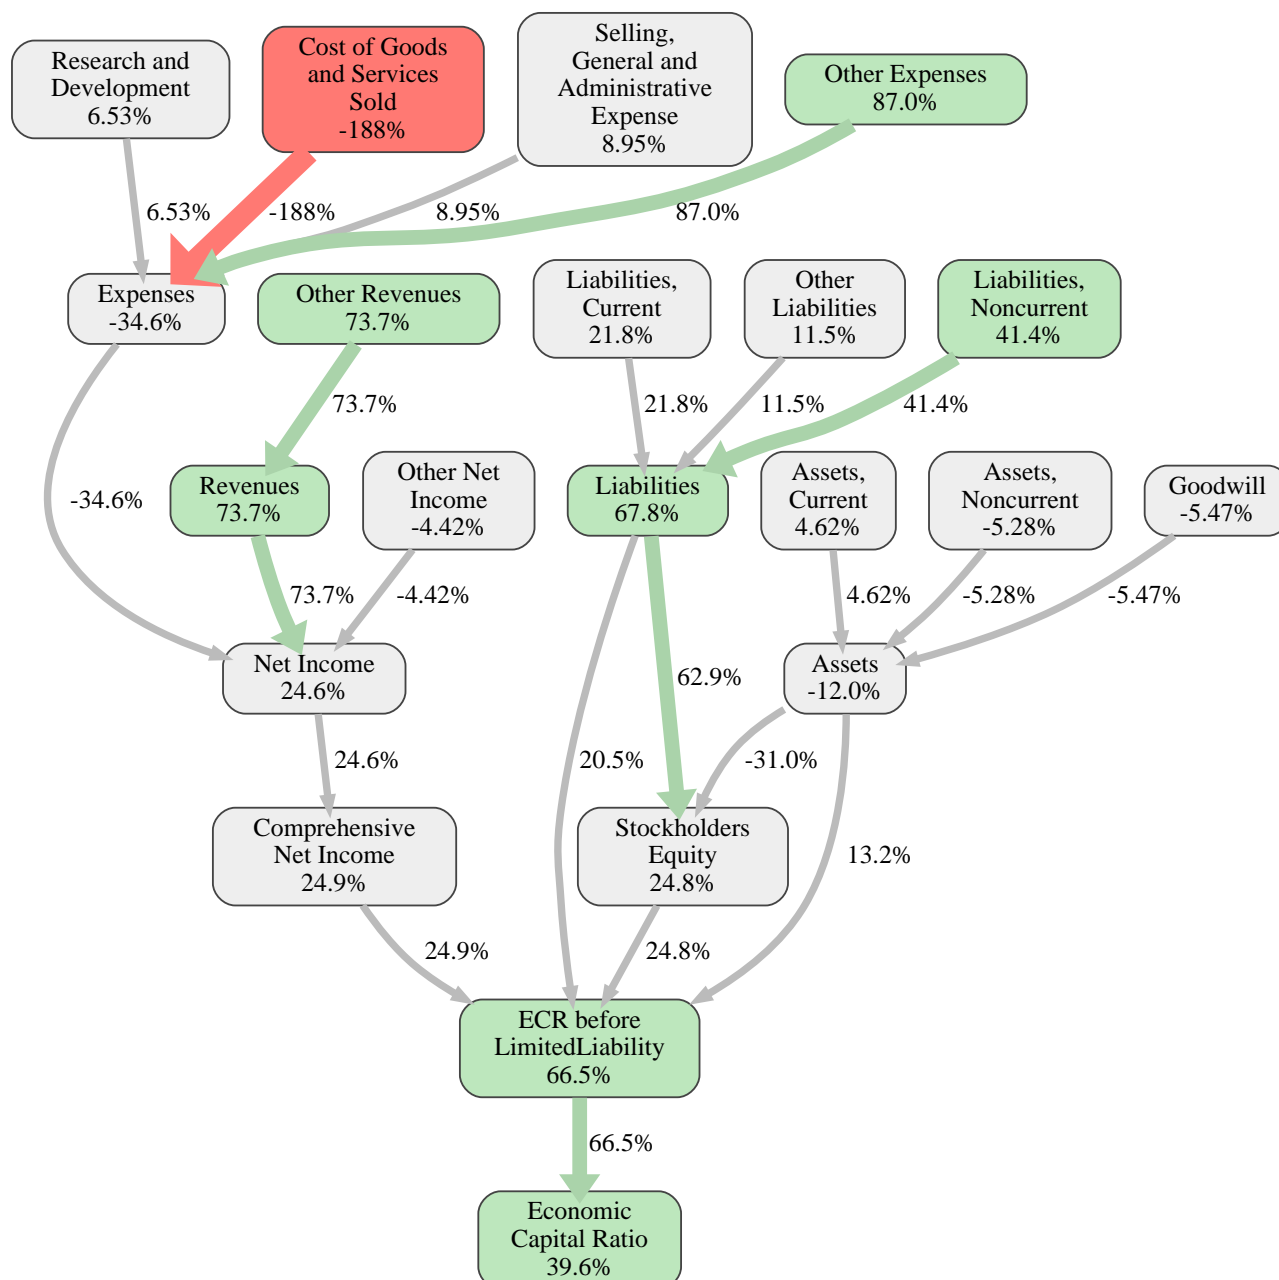 Research and
Development
6.53%
Cost of Goods
and Services
Sold
-188%
Selling,
General and
Administrative
Expense
8.95%
Other Expenses
87.0%
6.53%
-188%
8.95%
87.0%
Expenses
-34.6%
Other Revenues
73.7%
Liabilities,
Current
21.8%
Other
Liabilities
11.5%
Liabilities,
Noncurrent
41.4%
73.7%
21.8%
11.5%
41.4%
-34.6%
Revenues
73.7%
Other Net
Income
-4.42%
Liabilities
67.8%
Assets,
Current
4.62%
Assets,
Noncurrent
-5.28%
Goodwill
-5.47%
73.7%
-4.42%
4.62%
-5.28%
-5.47%
Net Income
24.6%
62.9%
Assets
-12.0%
24.6%
20.5%
-31.0%
Comprehensive
Net Income
24.9%
Stockholders
Equity
24.8%
13.2%
24.9%
24.8%
ECR before
LimitedLiability
66.5%
66.5%
Economic
Capital Ratio
39.6%